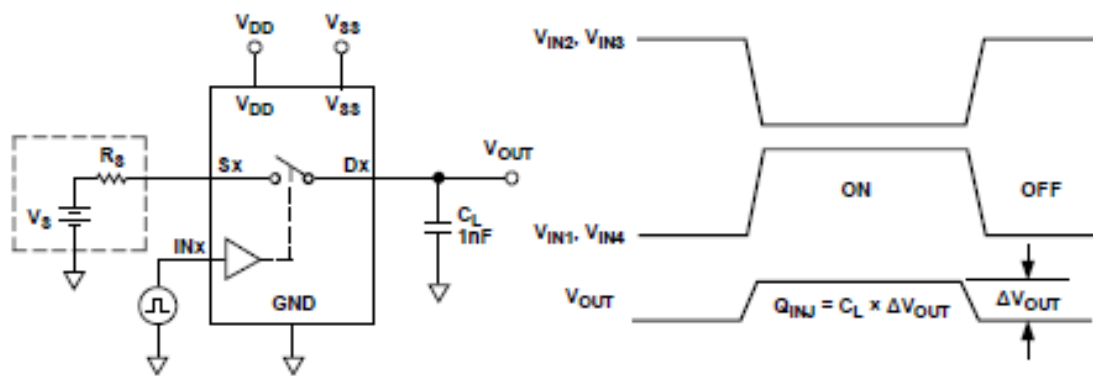 VDD
VSS
VDD
VSS
RS
VS
Sx
Dx
INx
GND
VOUT
CL
1nF
VIN2, VIN3
ON
OFF
VIN1, VIN4
VOUT
QINJ = CL × ΔVOUT
ΔVOUT